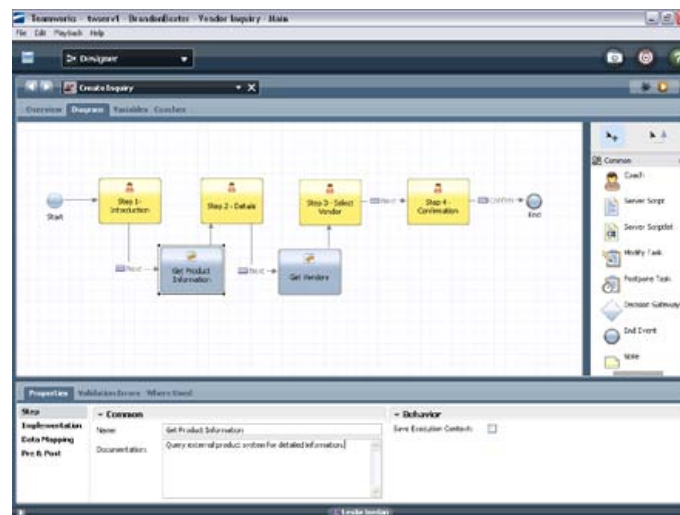 Teamworks - twserv1 - BrandonBaxter - Vendor Inquiry - Main
File Edit Playback Help
Designer
Create Inquiry
Overview Diagram Variables Coaches
Start
Step 1- Introduction
Step 2 - Details
Step 3 - Select Vendor
Next
Step 4 - Confirmation
Confirm
End
Next
Get Product Information
Next
Get Vendors
Common
Coach
Server Script
Server Scriptlet
Modify Task
Postpone Task
Decision Gateway
End Event
Note
Properties Validation Errors Where Used
Step
Implementation
Data Mapping
Pre & Post
Common
Name: Get Product Information
Documentation: Query external product system for detailed information.
Behavior
Save Execution Context: